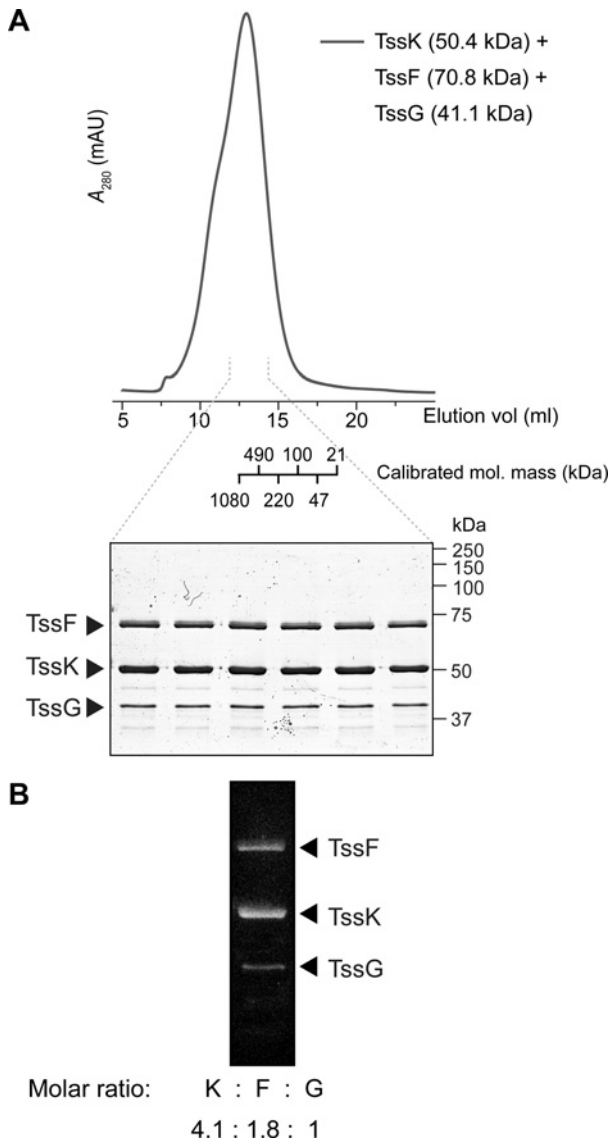 A
TssK (50.4 kDa) +
TssF (70.8 kDa) +
TssG (41.1 kDa)
A280 (mAU)
5 10 15 20 Elution vol (ml)
490 100 21
Calibrated mol. mass (kDa)
1080 220 47
kDa
250
150
100
75
TssF
TssK
50
TssG
37
B
TssF
TssK
TssG
Molar ratio: K : F : G
4.1 : 1.8 : 1